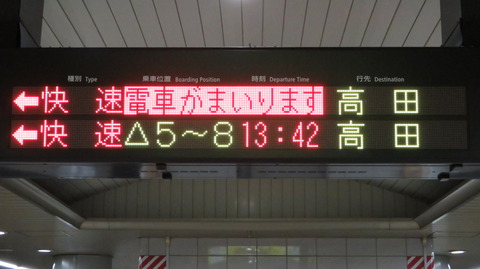 種別 Type 乗車位置 Boarding Position 時刻 Departure Time 行先 Destination
←快 速電車がまいります高 田
←快 速△5～8 13:42 高 田